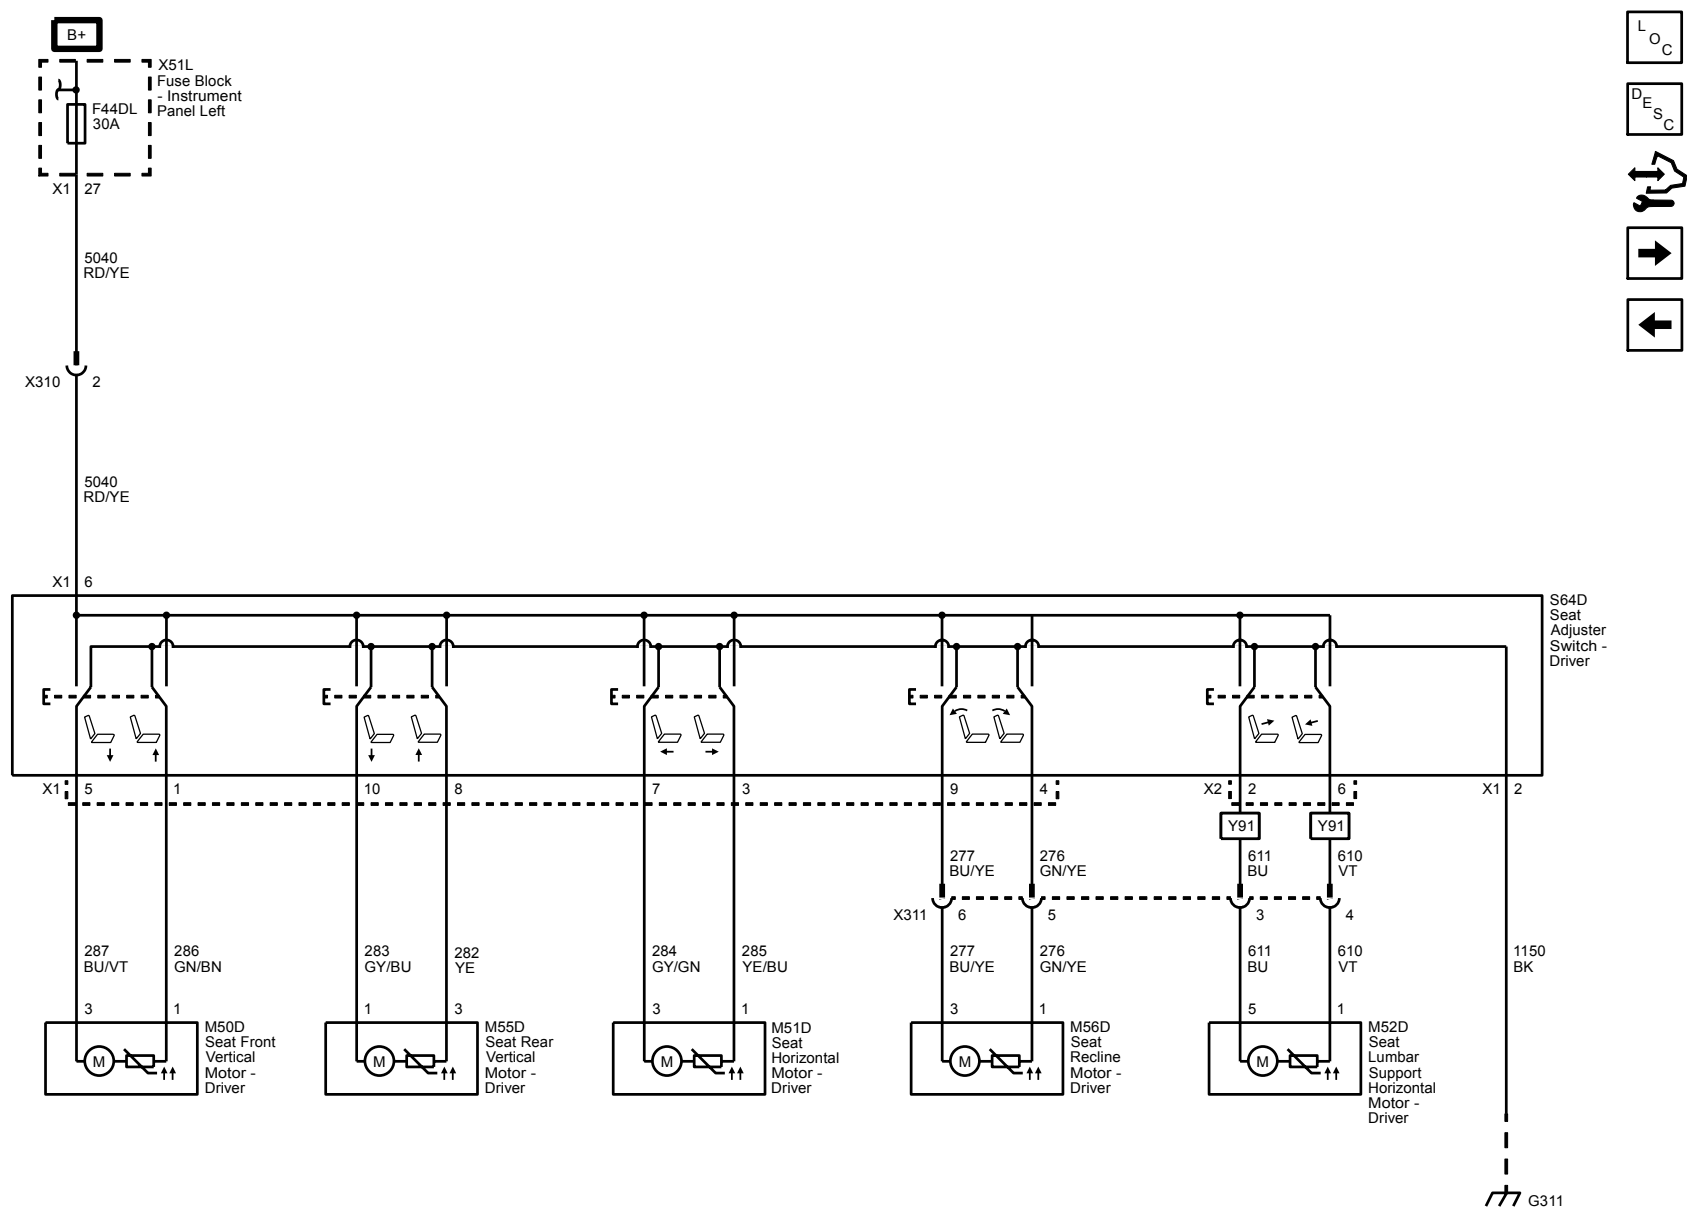 B+
X51L
Fuse Block
- Instrument
Panel Left
F44DL
30A
X1 27
5040
RD/YE
X310 2
5040
RD/YE
X1 6
S64D
Seat
Adjuster
Switch -
Driver
X1 5 1 10 8 7 3 9 4 X2 2 6 X1 2
Y91 Y91
277
BU/YE
276
GN/YE
611
BU
610
VT
X311 6 5 3 4
287
BU/VT
286
GN/BN
283
GY/BU
282
YE
284
GY/GN
285
YE/BU
277
BU/YE
276
GN/YE
611
BU
610
VT
1150
BK
3 1 1 3 3 1 3 1 5 1
M
M50D
Seat Front
Vertical
Motor -
Driver
M
M55D
Seat Rear
Vertical
Motor -
Driver
M
M51D
Seat
Horizontal
Motor -
Driver
M
M56D
Seat
Recline
Motor -
Driver
M
M52D
Seat
Lumbar
Support
Horizontal
Motor -
Driver
G311
LOC
DESC